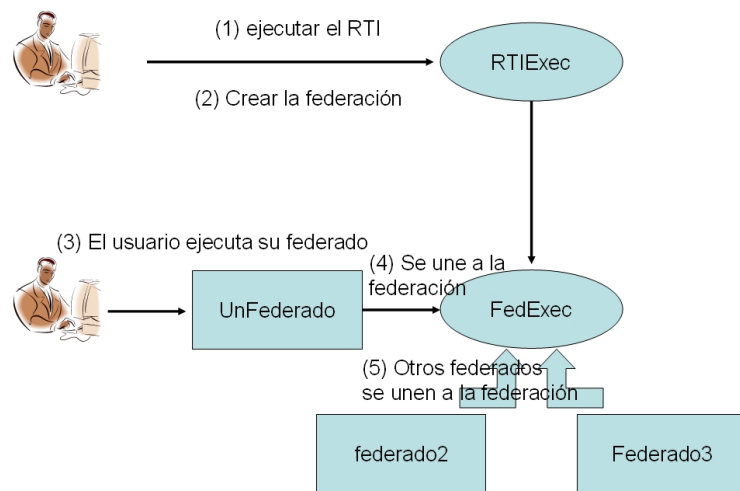 (1) ejecutar el RTI
RTIExec
(2) Crear la federación
(3) El usuario ejecuta su federado
(4) Se une a la
federación
UnFederado
FedExec
(5) Otros federados
se unen a la federación
federado2
Federado3